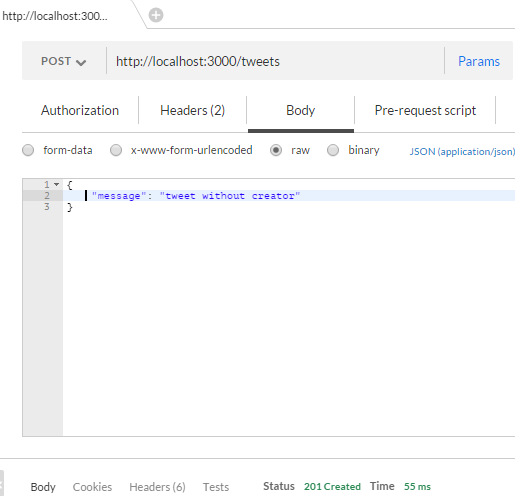 http://localhost:300...
POST http://localhost:3000/tweets Params
Authorization Headers (2) Body Pre-request script
form-data x-www-form-urlencoded raw binary JSON (application/json)
1 {
2 "message": "tweet without creator"
3 }
Body Cookies Headers (6) Tests Status 201 Created Time 55 ms